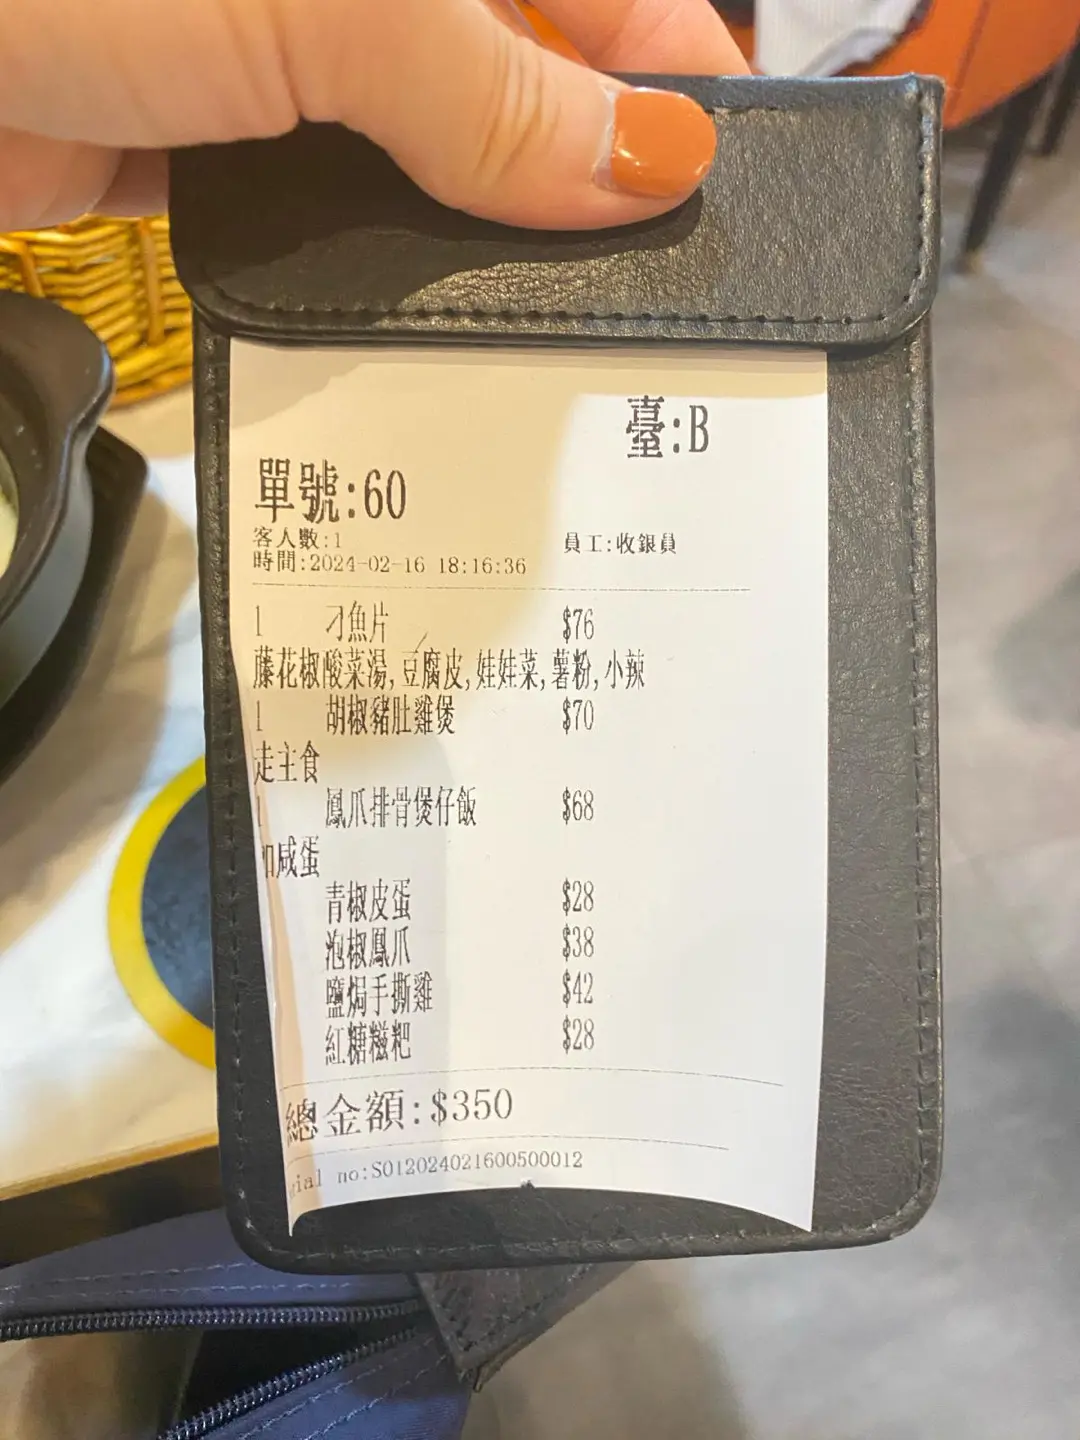 臺:B
單號:60
客人數:1 員工:收銀員
時間:2024-02-16 18:16:36
1 刁魚片 $76
藤花椒酸菜湯,豆腐皮,娃娃菜,薯粉,小辣
1 胡椒豬肚雞煲 $70
走主食
1 鳳爪排骨煲仔飯 $68
咸蛋
青椒皮蛋 $28
泡椒鳳爪 $38
鹽焗手撕雞 $42
紅糖糍粑 $28
總金額:$350
no:S012024021600500012